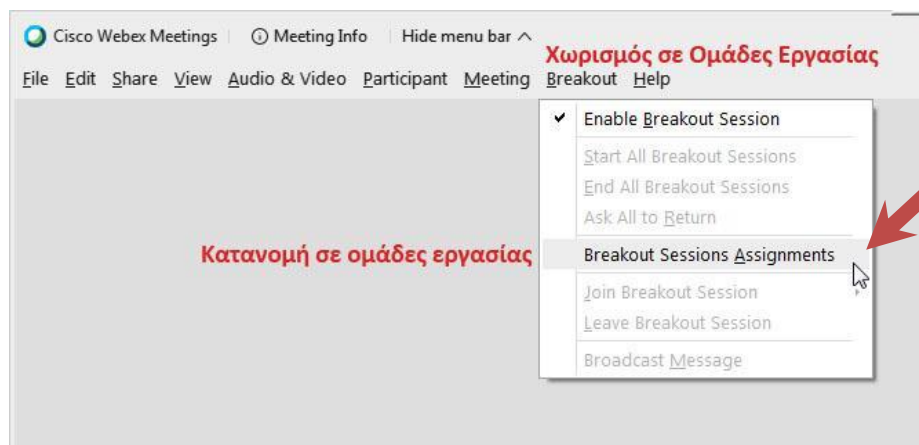 Cisco Webex Meetings Meeting Info Hide menu bar
Χωρισμός σε Ομάδες Εργασίας
File Edit Share View Audio & Video Participant Meeting Breakout Help
Enable Breakout Session
Start All Breakout Sessions
End All Breakout Sessions
Ask All to Return
Κατανομή σε ομάδες εργασίας Breakout Sessions Assignments
Join Breakout Session
Leave Breakout Session
Broadcast Message